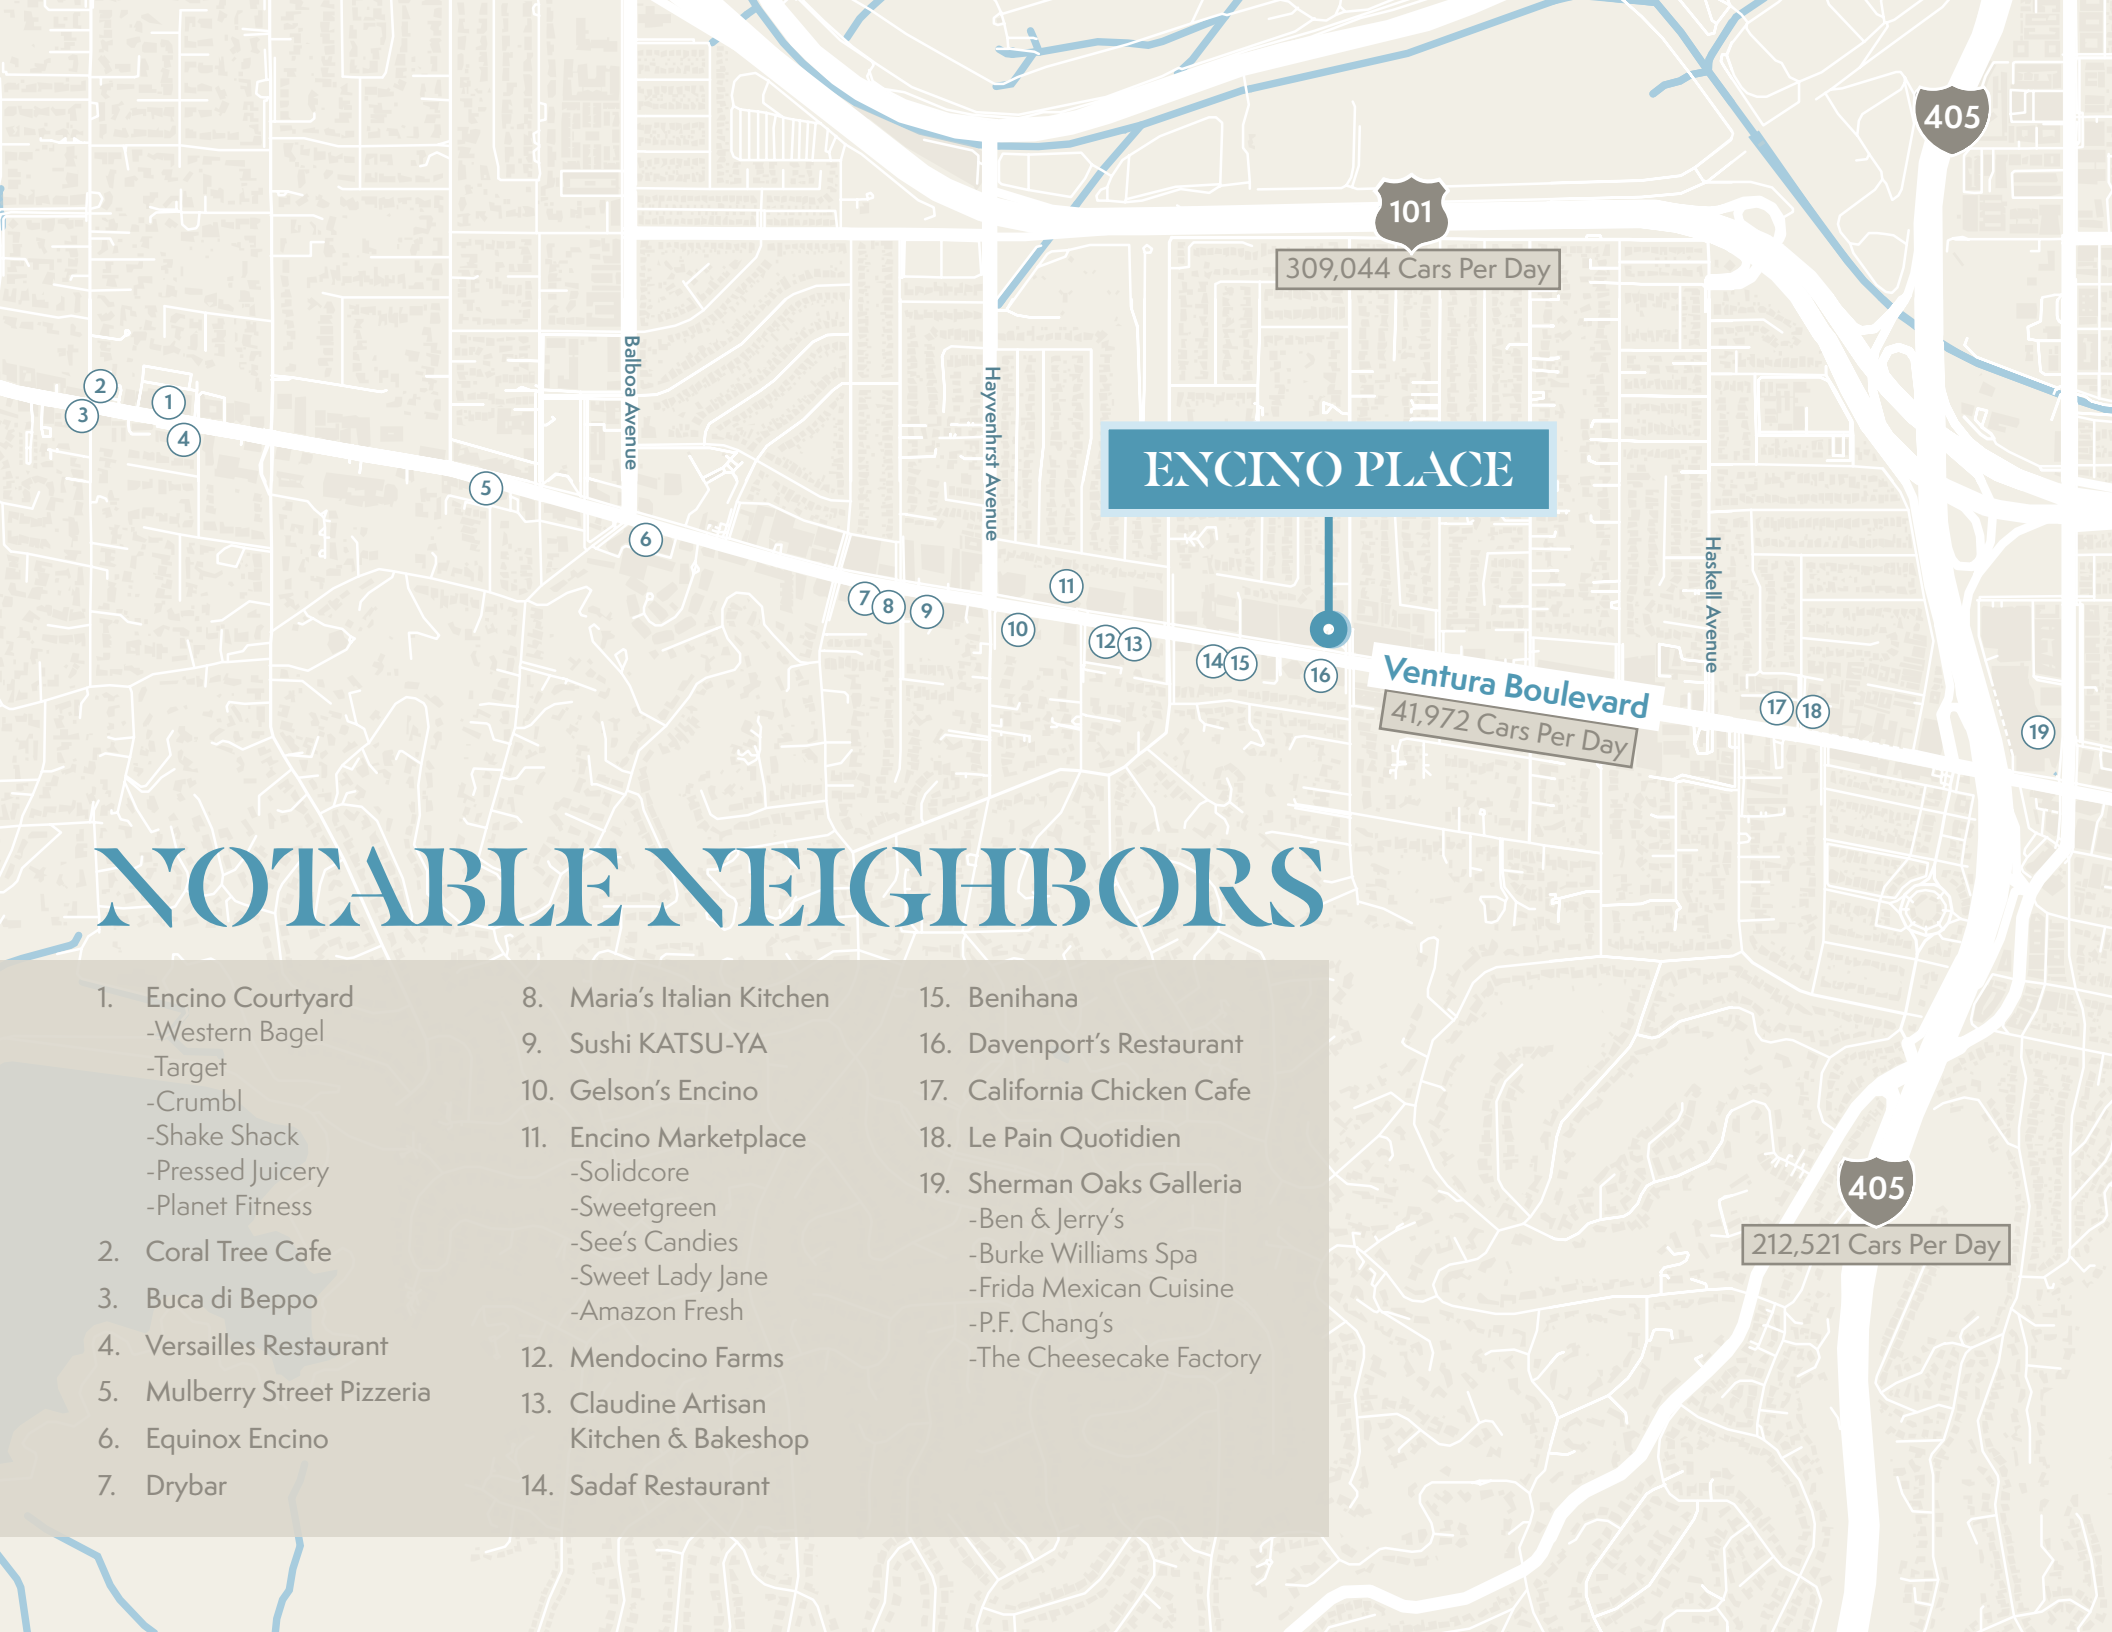 405
101
309,044 Cars Per Day
Balboa Avenue
Hayvenhrst Avenue
ENCINO PLACE
Haskell Avenue
2
1
3
4
5
6
7
8
9
10
11
12
13
14
15
16
Ventura Boulevard
41,972 Cars Per Day
17
18
19
NOTABLE NEIGHBORS
1. Encino Courtyard
-Western Bagel
-Target
-Crumbl
-Shake Shack
-Pressed Juicery
-Planet Fitness
2. Coral Tree Cafe
3. Buca di Beppo
4. Versailles Restaurant
5. Mulberry Street Pizzeria
6. Equinox Encino
7. Drybar
8. Maria's Italian Kitchen
9. Sushi KATSU-YA
10. Gelson's Encino
11. Encino Marketplace
-Solidcore
-Sweetgreen
-See's Candies
-Sweet Lady Jane
-Amazon Fresh
12. Mendocino Farms
13. Claudine Artisan
Kitchen & Bakeshop
14. Sadaf Restaurant
15. Benihana
16. Davenport's Restaurant
17. California Chicken Cafe
18. Le Pain Quotidien
19. Sherman Oaks Galleria
-Ben & Jerry's
-Burke Williams Spa
-Frida Mexican Cuisine
-P.F. Chang's
-The Cheesecake Factory
405
212,521 Cars Per Day